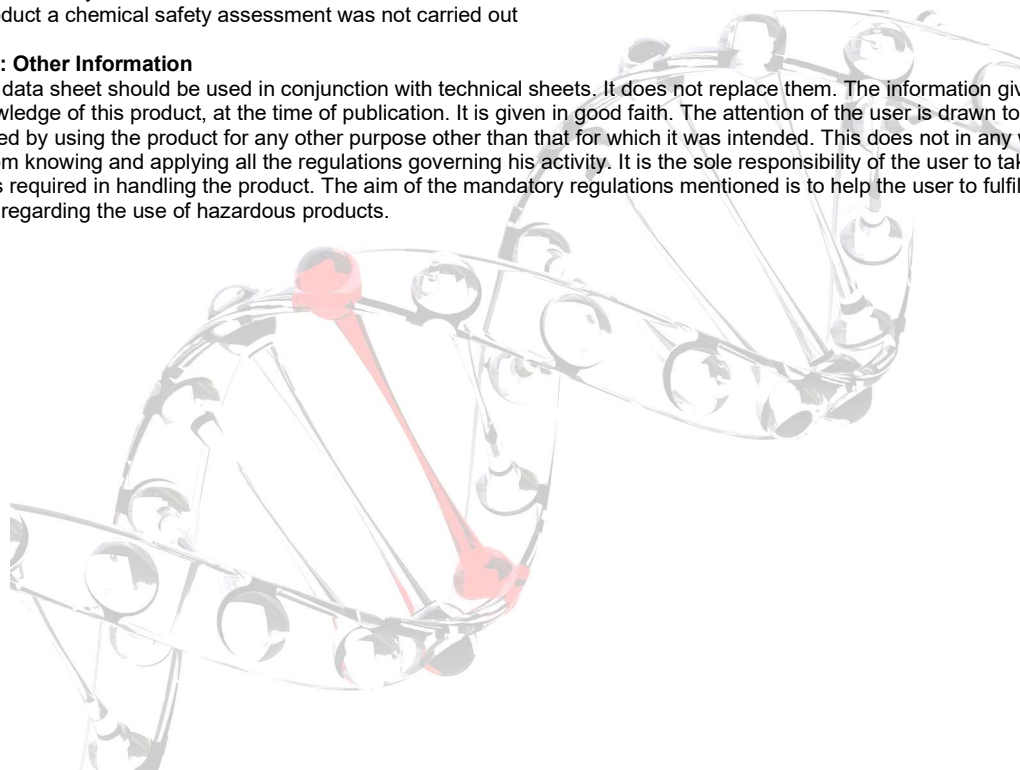 duct a chemical safety assessment was not carried out
: Other Information
data sheet should be used in conjunction with technical sheets. It does not replace them. The information giv
wledge of this product, at the time of publication. It is given in good faith. The attention of the user is drawn to
ed by using the product for any other purpose other than that for which it was intended. This does not in any
om knowing and applying all the regulations governing his activity. It is the sole responsibility of the user to tak
s required in handling the product. The aim of the mandatory regulations mentioned is to help the user to fulfil
regarding the use of hazardous products.